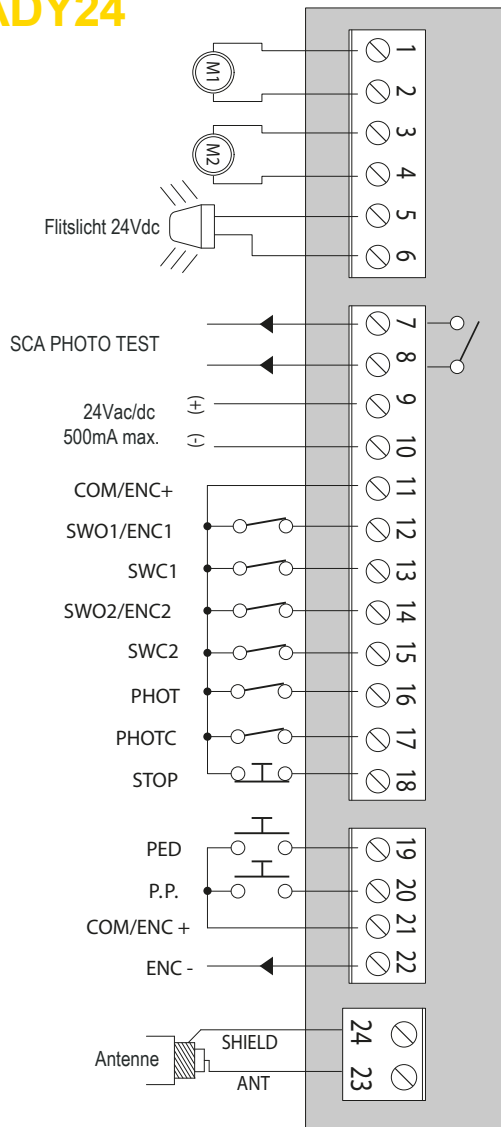 ADY24
M1
1
2
M2
3
4
Flitslicht 24Vdc
5
6
SCA PHOTO TEST
7
8
24Vac/dc
500mA max.
(+)
(-)
9
10
COM/ENC+
11
SWO1/ENC1
12
SWC1
13
SWO2/ENC2
14
SWC2
15
PHOT
16
PHOTC
17
STOP
18
PED
19
P.P.
20
COM/ENC +
21
ENC -
22
Antenne
SHIELD
24
ANT
23